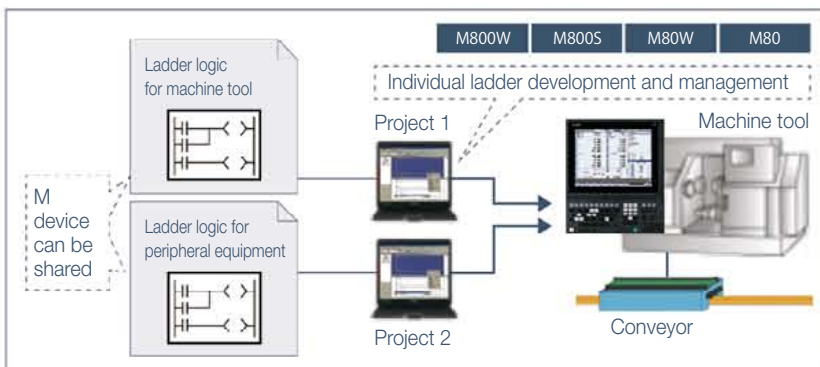 M800W M800S M80W M80
Ladder logic
for machine tool
Individual ladder development and management
Project 1
Machine tool
M
device
can be
shared
Ladder logic for
peripheral equipment
Project 2
Conveyor